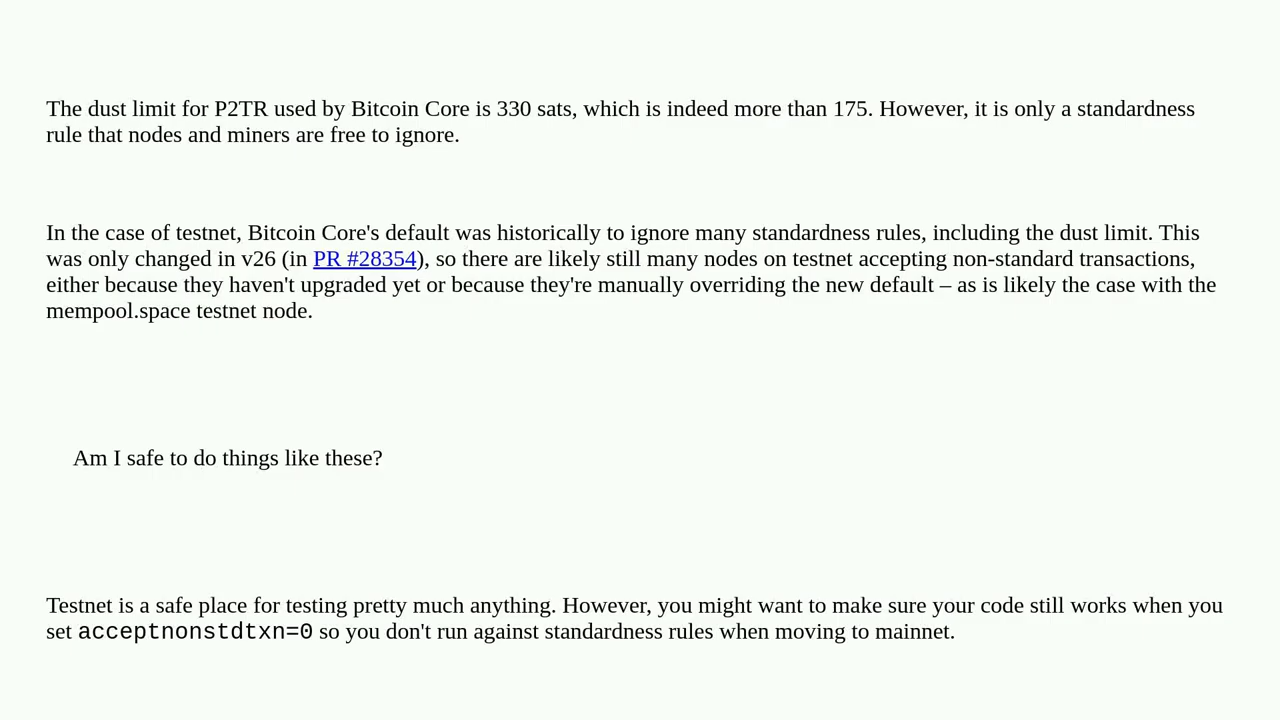 The dust limit for P2TR used by Bitcoin Core is 330 sats, which is indeed more than 175. However, it is only a standardness
rule that nodes and miners are free to ignore.
In the case of testnet, Bitcoin Core's default was historically to ignore many standardness rules, including the dust limit. This
was only changed in v26 (in PR #28354), so there are likely still many nodes on testnet accepting non-standard transactions,
either because they haven't upgraded yet or because they're manually overriding the new default – as is likely the case with the
mempool.space testnet node.
Am I safe to do things like these?
Testnet is a safe place for testing pretty much anything. However, you might want to make sure your code still works when you
set acceptnonstdtxn=0 so you don't run against standardness rules when moving to mainnet.